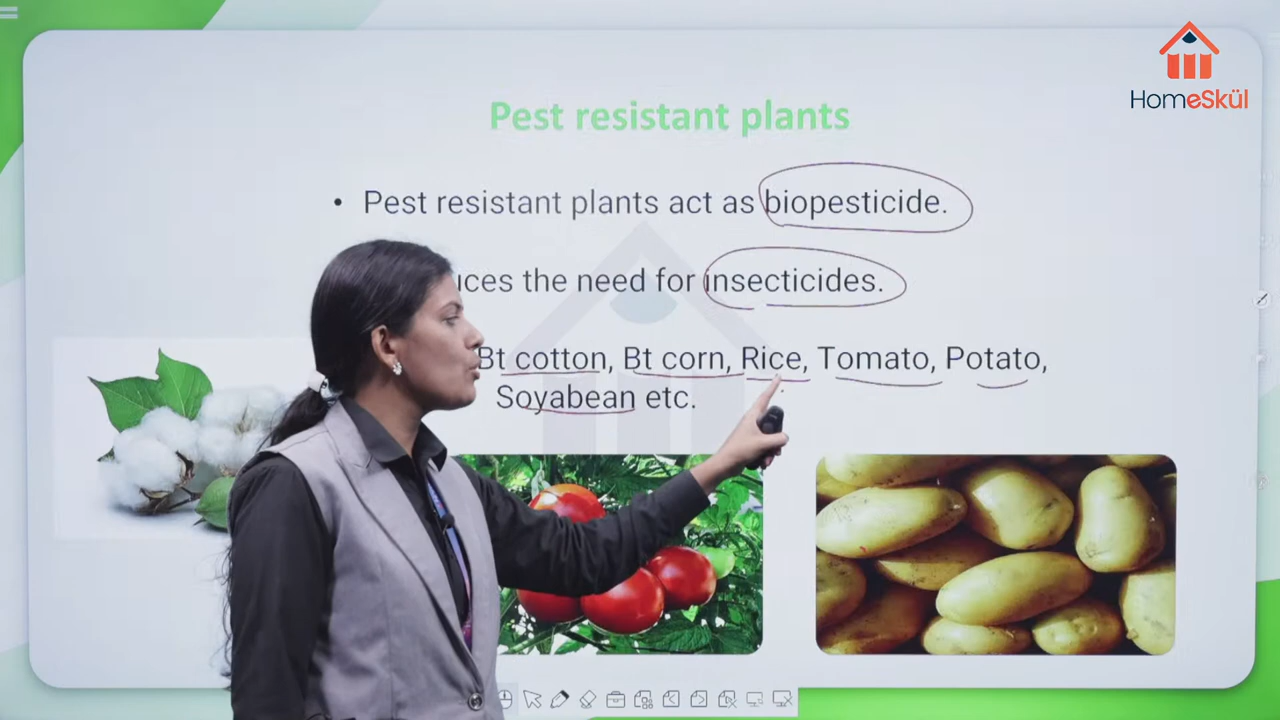 HomeSkül
Pest resistant plants
• Pest resistant plants act as biopesticide.
the need for insecticides.
Bt cotton, Bt corn, Rice, Tomato, Potato,
Soyabean etc.